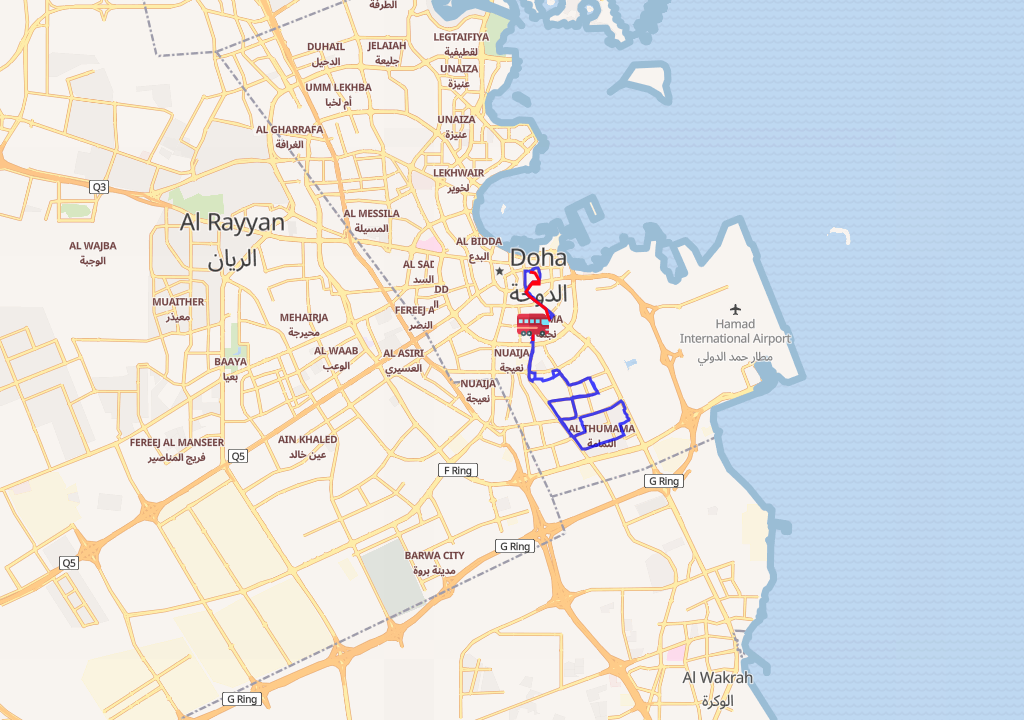 الطرفة
LEGTAIFIYA
لقطيفية
DUHAIL
الدحيل
JELAIAH
جليعة
UNAIZA
عنيزة
UMM LEKHBA
أم لخبا
UNAIZA
عنيزة
AL GHARRAFA
الغرافة
LEKHWAIR
لخوير
Q3
Al Rayyan
الريان
AL MESSILA
المسيلة
AL WAJBA
الوجبة
AL BIDDA
البدع
Doha
الدوحة
السد
DD
MUAITHER
معيذر
MEHAIRJA
محيرجة
FEREEJ A
النصر
MA
Hamad
International Airport
مطار حمد الدولي
BAAYA
بعيا
AL WAAB
الوعب
AL ASIRI
العسيري
NUAIJA
نعيجة
NUAIJA
نعيجة
AL THUMAMA
الثمامة
FEREEJ AL MANSEER
فريج المناصير
AIN KHALED
عين خالد
Q5
F Ring
G Ring
G Ring
BARWA CITY
مدينة بروة
Q5
Al Wakrah
الوكرة
G Ring